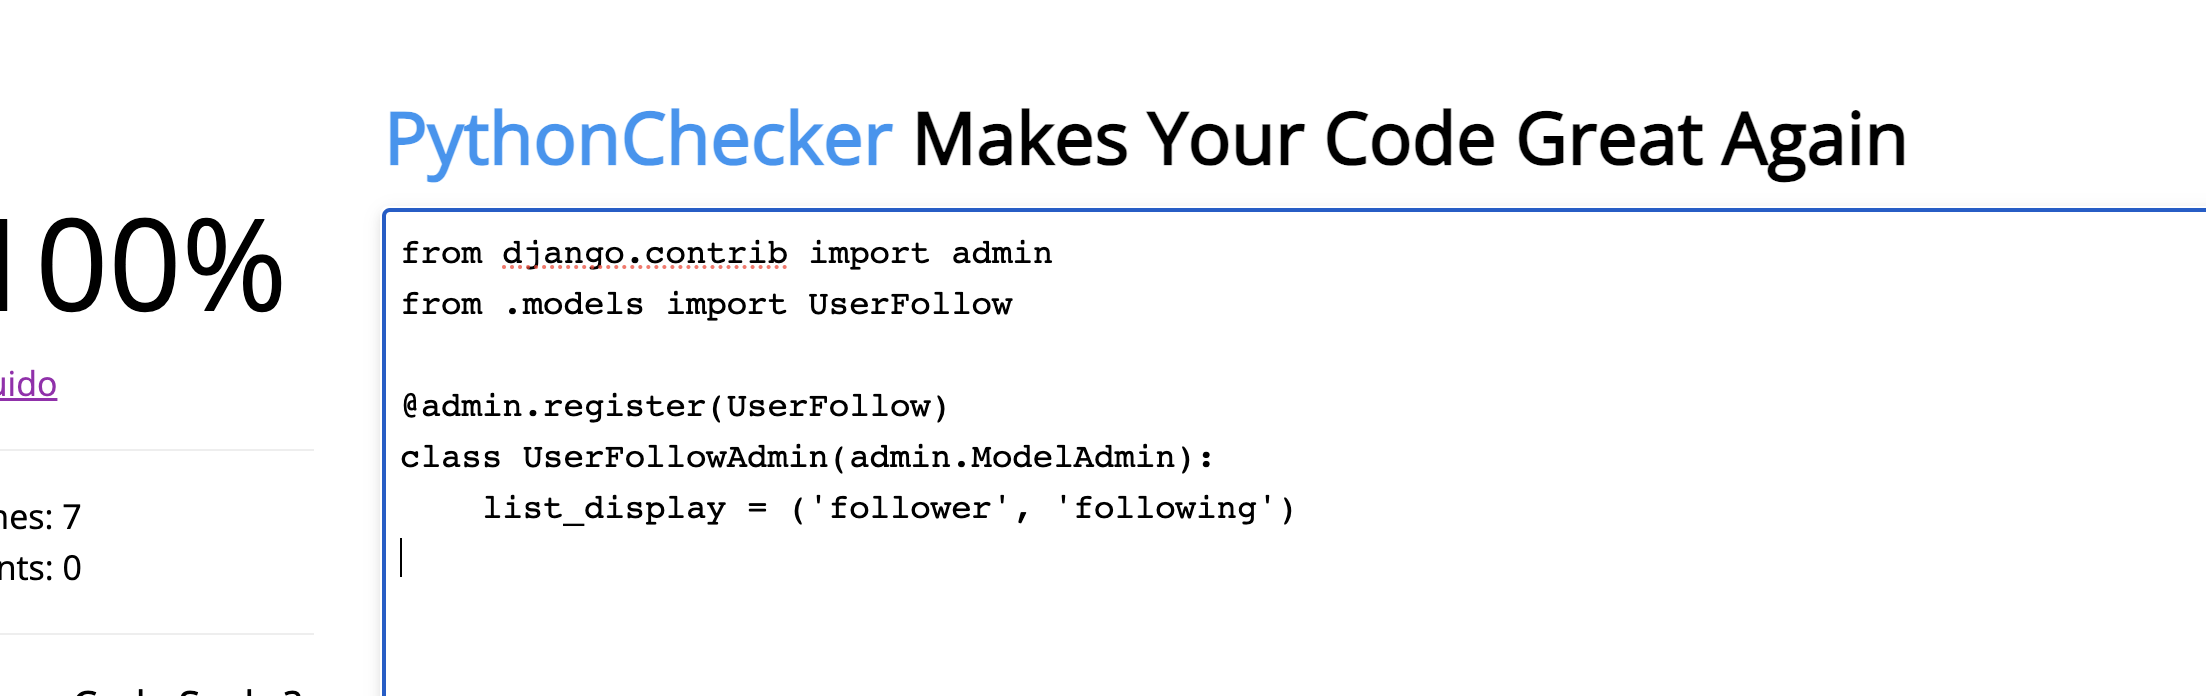 PythonChecker Makes Your Code Great Again
100%
from django.contrib import admin
from .models import UserFollow
uido
@admin.register(UserFollow)
class UserFollowAdmin(admin.ModelAdmin):
list_display = ('follower', 'following')
nes: 7
nts: 0